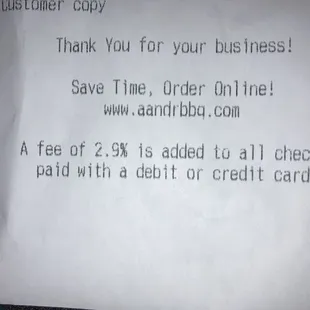 Customer copy
Thank You for your business!
Save Time, Order Online!
www.aandrbbq.com
A fee of 2.9% is added to all chec
paid with a debit or credit card